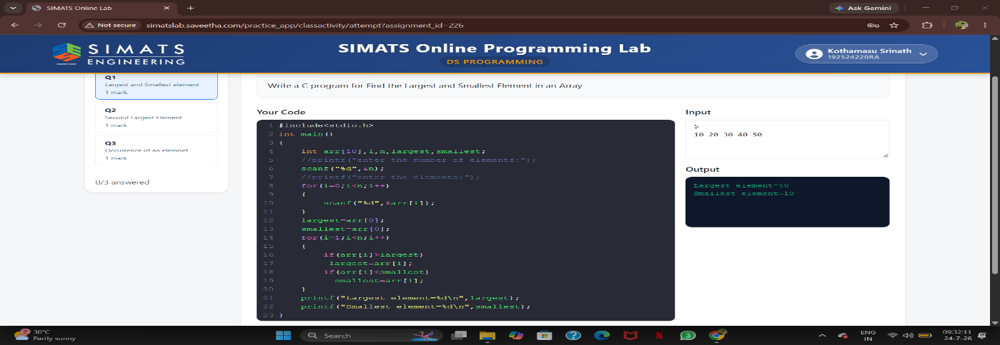 SIMATS Online Lab
Ask Gemini
Not secure
simatslab.saveetha.com/practice_app/classactivity/attempt?assignment_id=226
SIMATS
ENGINEERING
SIMATS Online Programming Lab
DS PROGRAMMING
Kothamasu Srinath
192524220RA
Q1
Largest and Smallest element
1 mark
Q2
Second Largest Element
1 mark
Q3
Occurrence of an elemnet
1 mark
0/3 answered
Write a C program for Find the Largest and Smallest Element in an Array
Your Code
1 #include<stdio.h>
2 int main()
3 {
4 int arr[10],i,n,largest,smallest;
5 //printf("enter the number of elements:");
6 scanf("%d",&n);
7 //printf("enter the elements:");
8 for(i=0;i<n;i++)
9 {
10 scanf("%d",&arr[i]);
11 }
12 largest=arr[0];
13 smallest=arr[0];
14 for(i=1;i<n;i++)
15 {
16 if(arr[i]>largest)
17 largest=arr[i];
18 if(arr[i]<smallest)
19 smallest=arr[i];
20 }
21 printf("Largest element=%d\n",largest);
22 printf("Smallest element=%d\n",smallest);
23 }
Input
5
10 20 30 40 50
Output
Largest element=50
Smallest element=10
30°C
Partly sunny
Search
ENG
IN
09:32:11
24-7-26